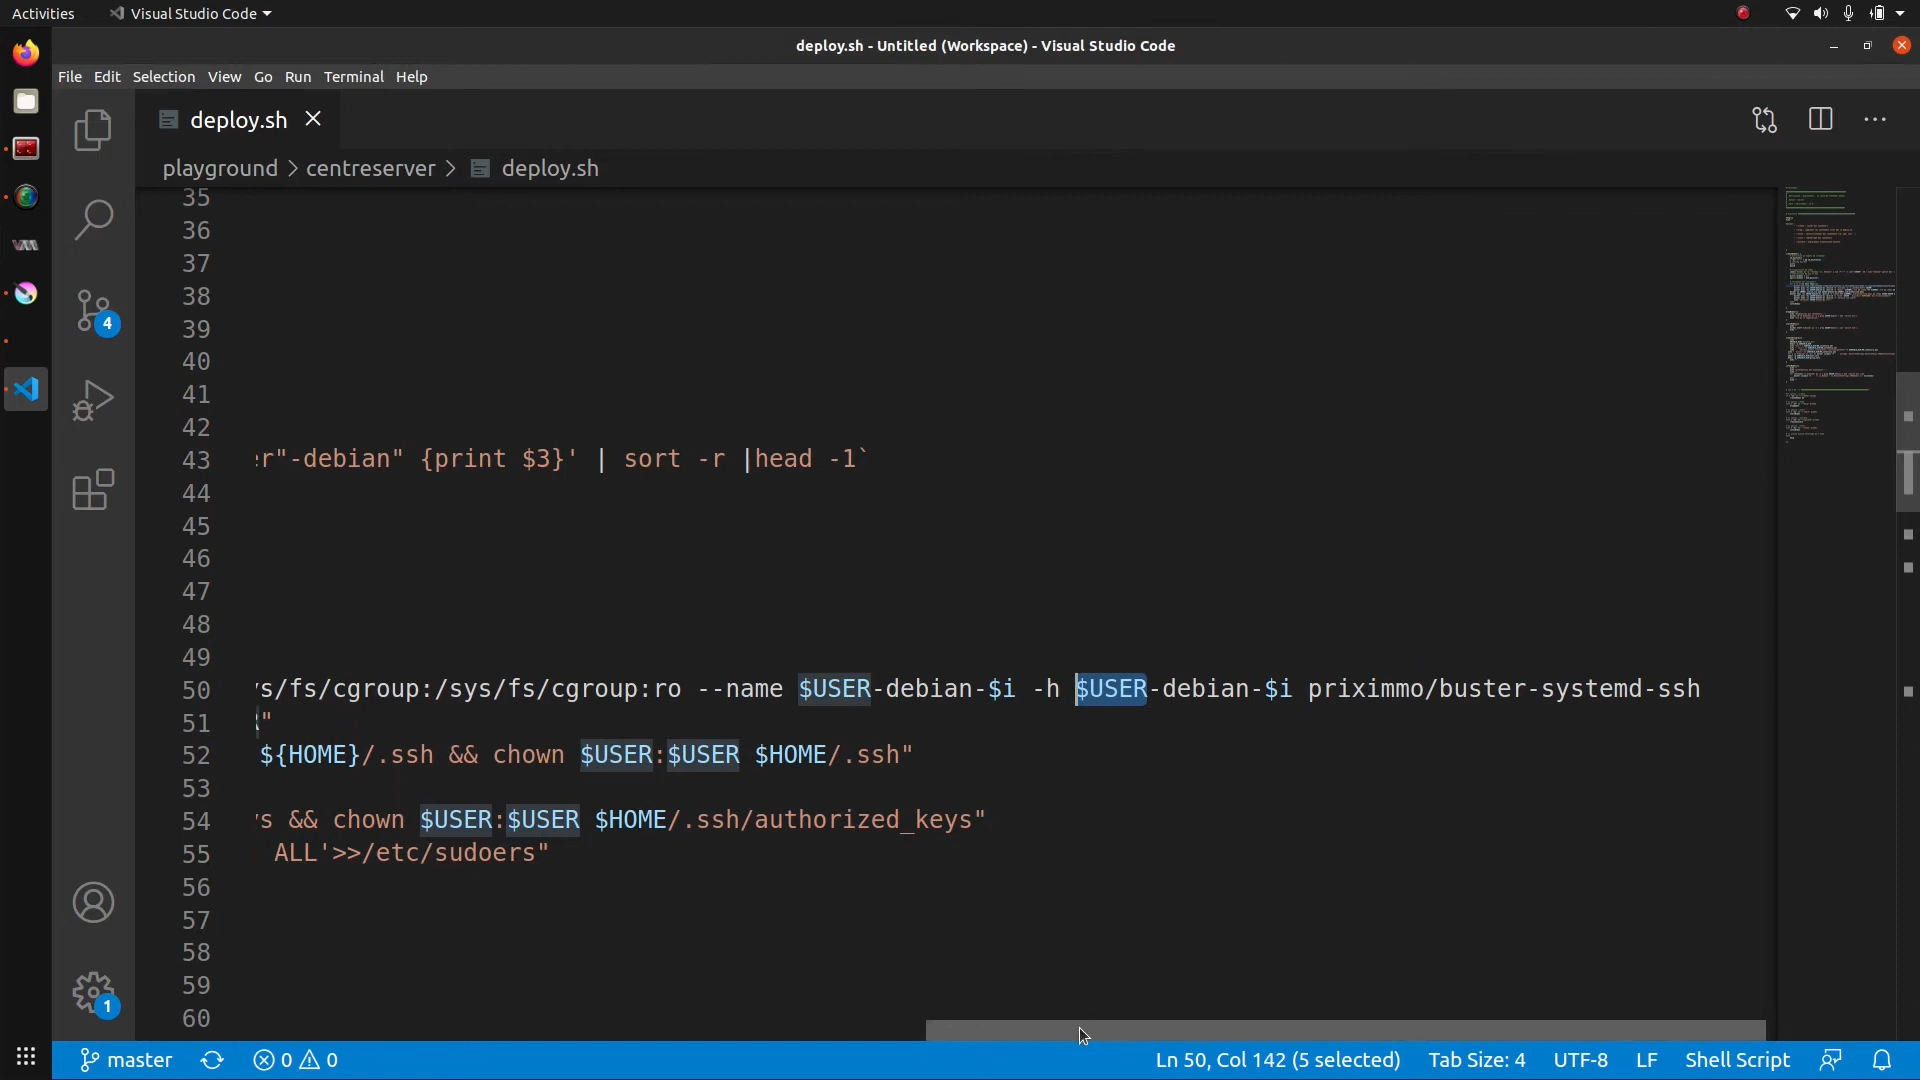 Activities Visual Studio Code
deploy.sh - Untitled (Workspace) - Visual Studio Code
File Edit Selection View Go Run Terminal Help
deploy.sh
playground > centreserver > deploy.sh
35
36
37
38
39
40
41
42
43 er"-debian" {print $3}' | sort -r |head -1`
44
45
46
47
48
49
50 ys/fs/cgroup:/sys/fs/cgroup:ro --name $USER-debian-$i -h $USER-debian-$i priximmo/buster-systemd-ssh
51 "
52 ${HOME}/.ssh && chown $USER:$USER $HOME/.ssh"
53
54 ys && chown $USER:$USER $HOME/.ssh/authorized_keys"
55 ALL'>>/etc/sudoers"
56
57
58
59
60
4
1
master 0 0 Ln 50, Col 142 (5 selected) Tab Size: 4 UTF-8 LF Shell Script